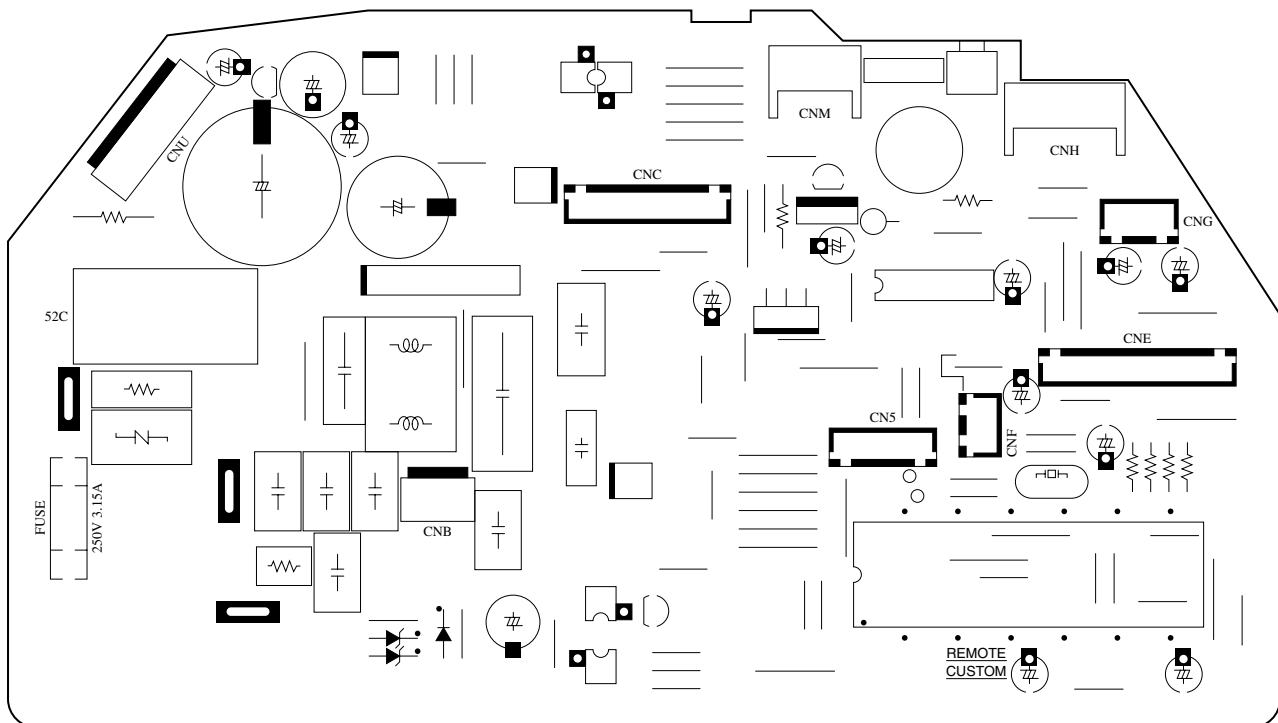 CNU
CNM
CNH
CNC
CNG
52C
CNE
CN5
CNF
FUSE
250V 3.15A
CNB
REMOTE
CUSTOM